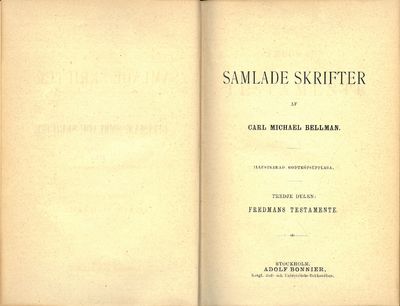 SAMLADE SKRIFTER
AF
CARL MICHAEL BELLMAN.
ILLUSTRERAD GODTKÖPSUPPLAGA.
TREDJE DELEN:
FREDMANS TESTAMENTE.
STOCKHOLM.
ADOLF BONNIER,
Kongl. Hof- och Universitets-Bokhandlare.